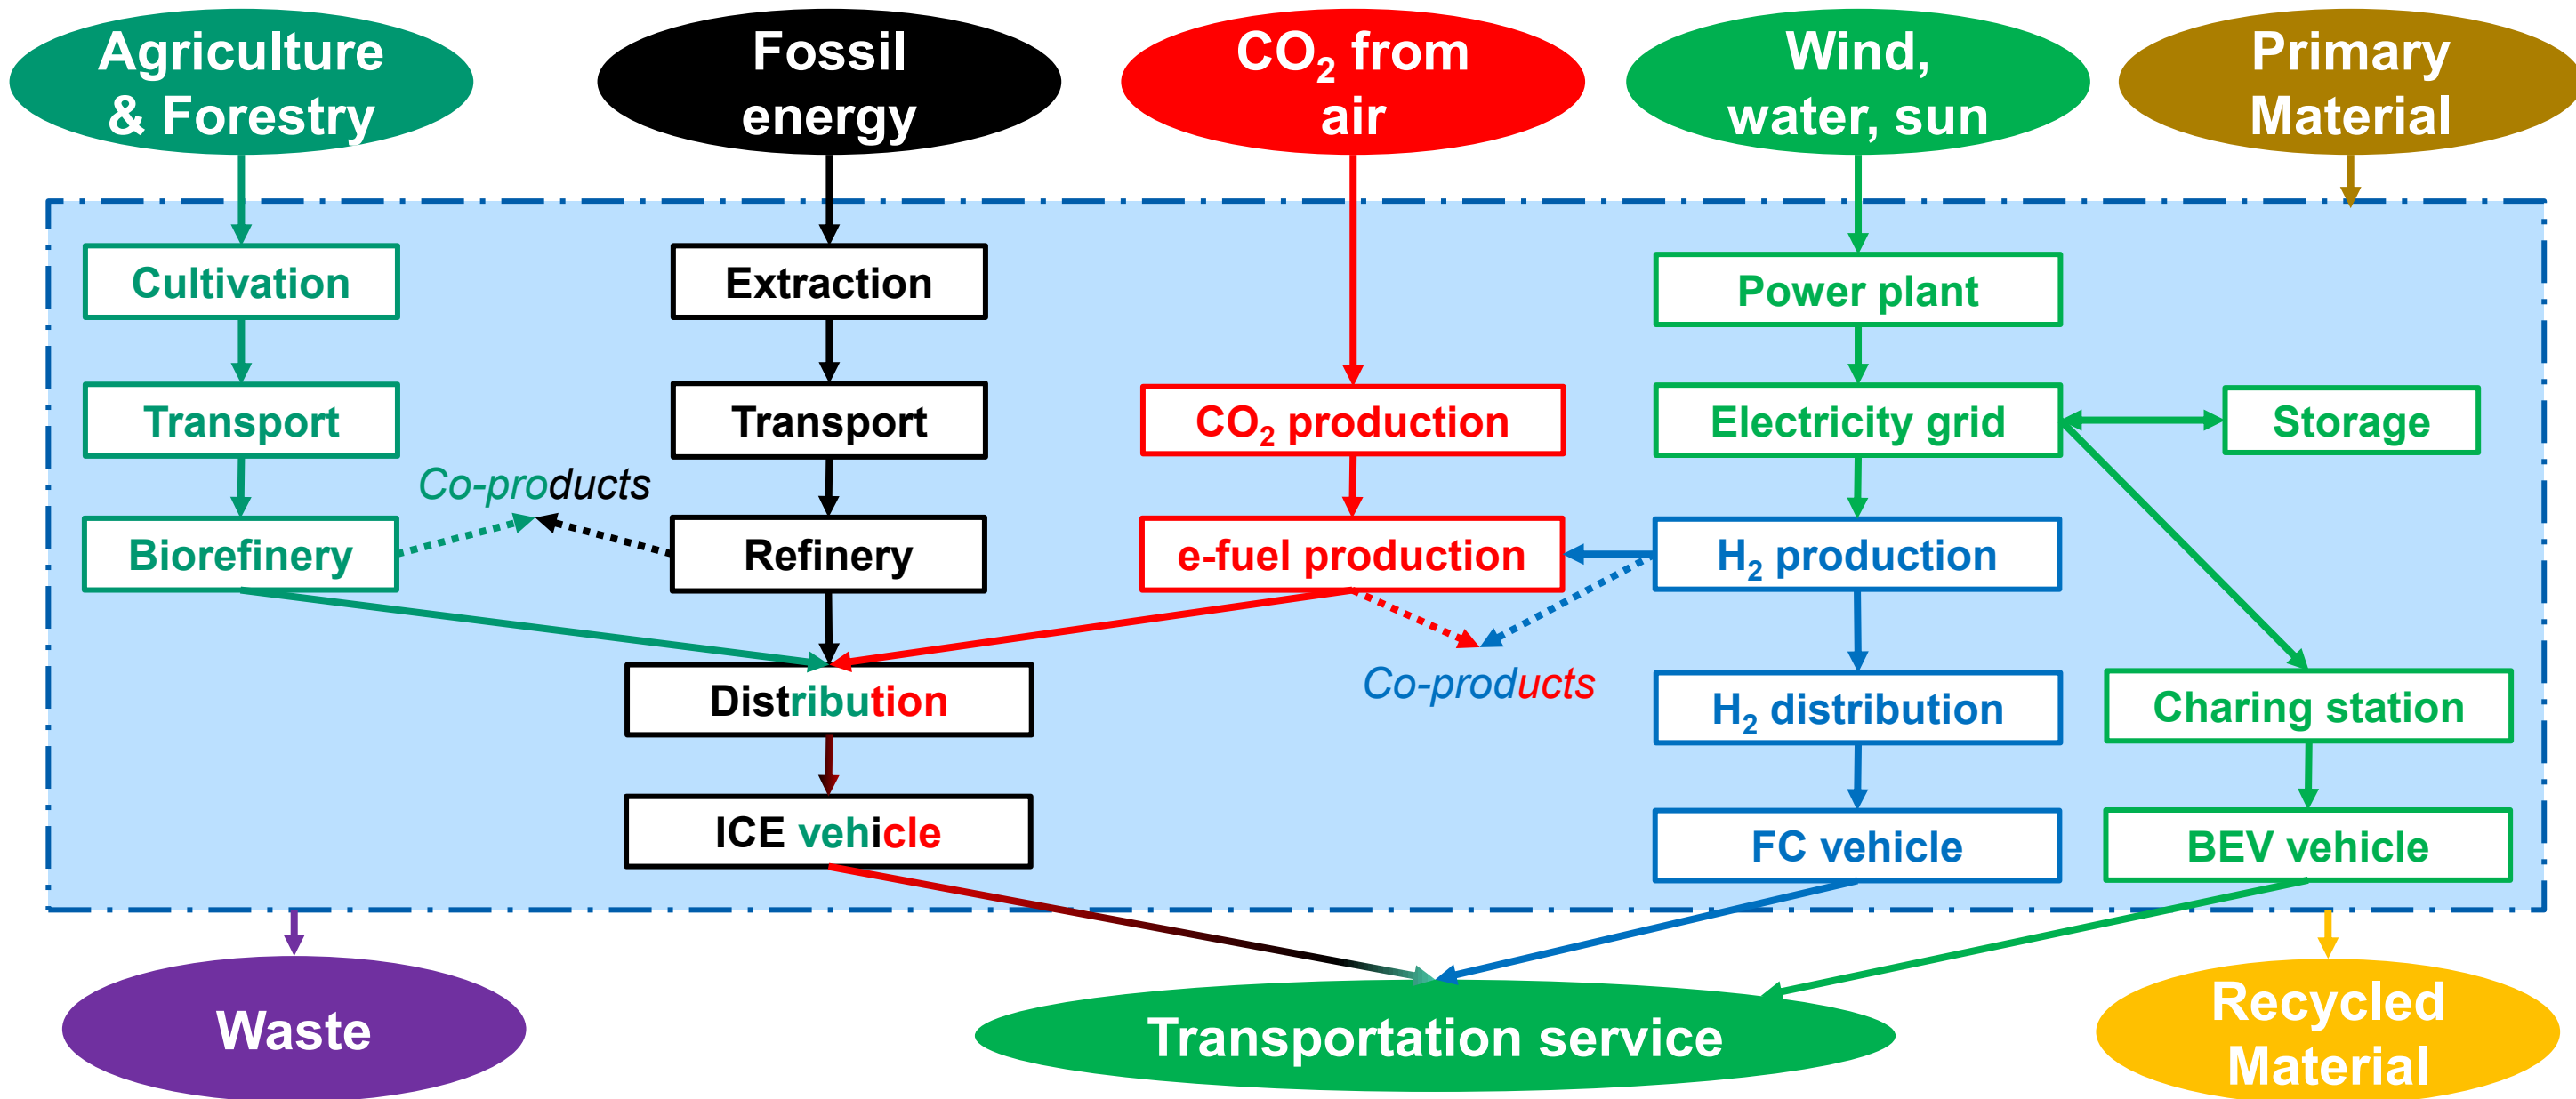 Agriculture
& Forestry
Fossil
energy
CO₂ from
air
Wind,
water, sun
Primary
Material
Cultivation
Extraction
Power plant
Transport
Transport
CO₂ production
Electricity grid
Storage
Co-products
Biorefinery
Refinery
e-fuel production
H₂ production
Distribution
Co-products
H₂ distribution
Charing station
ICE vehicle
FC vehicle
BEV vehicle
Waste
Transportation service
Recycled
Material